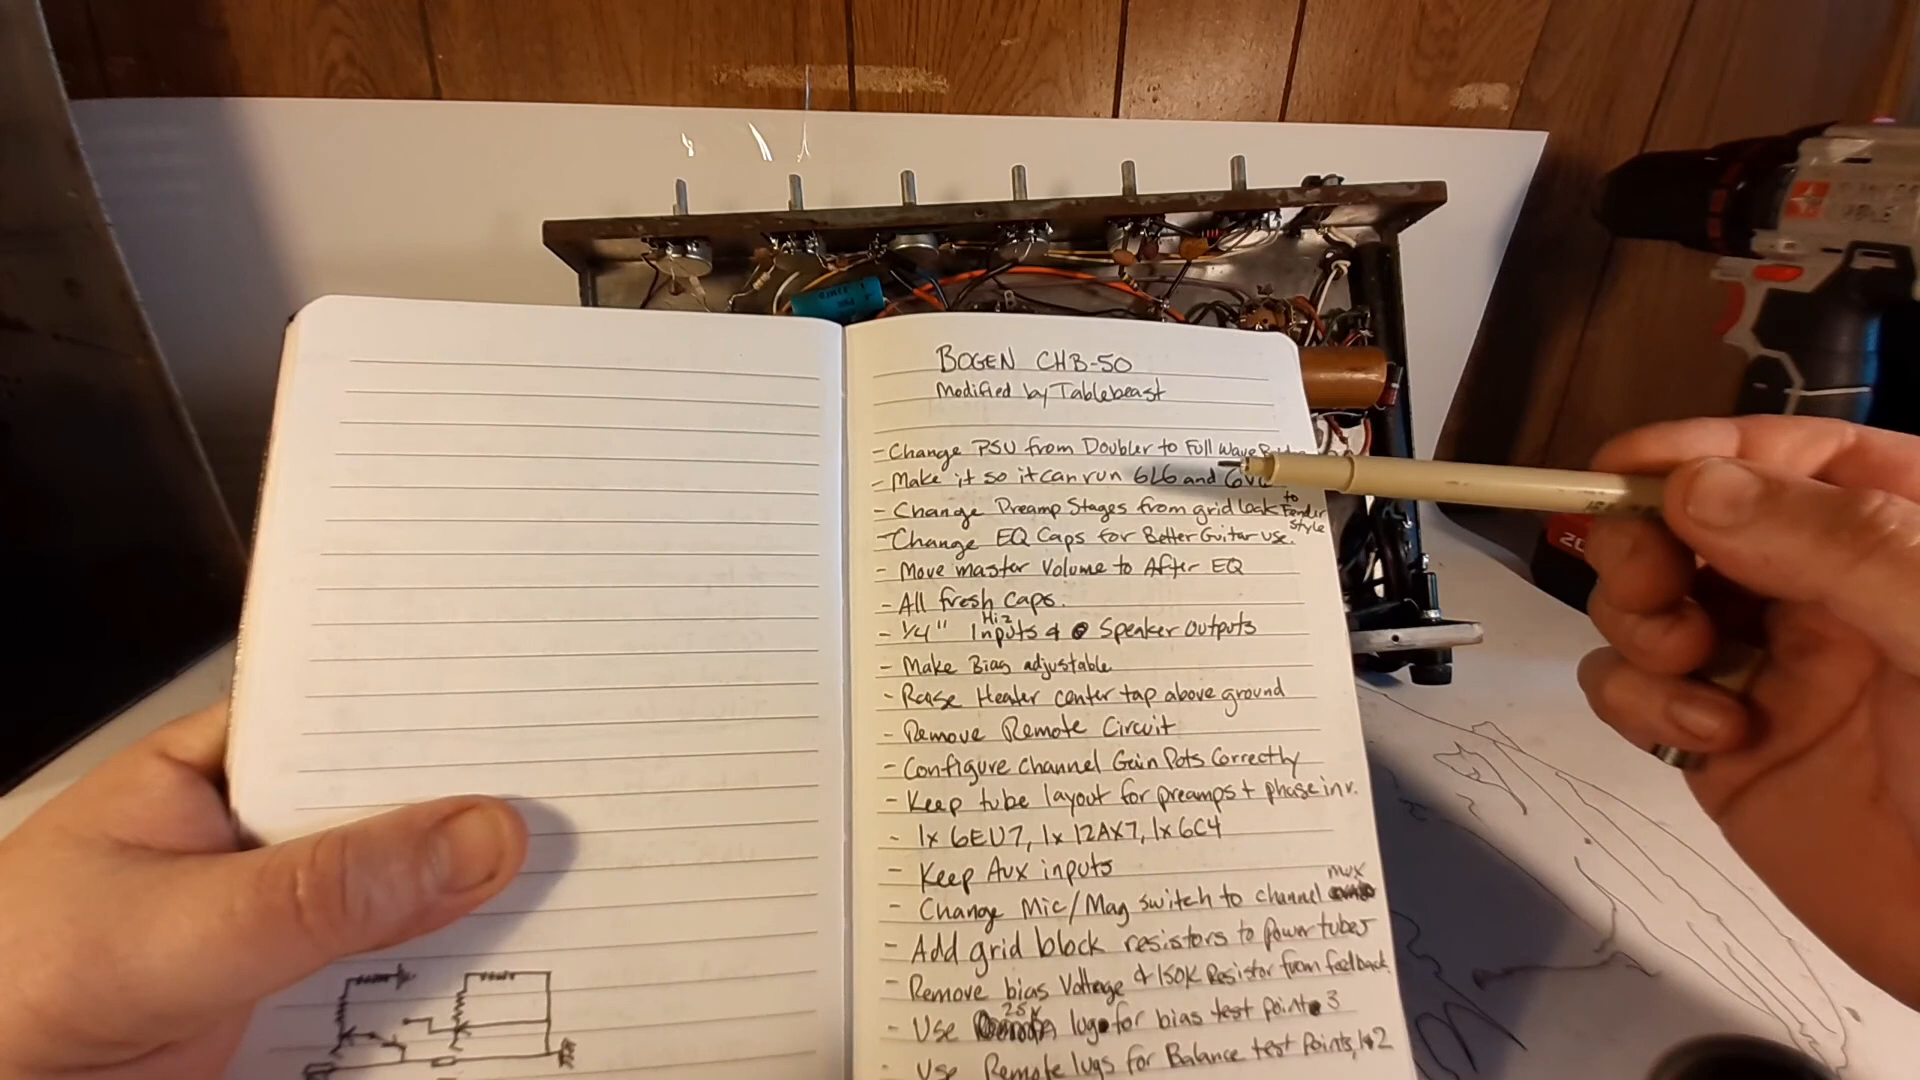 BOGEN CHB-50
Modified by Tablebeast
- Change PSU from Doubler to Full Wave
- Make it so it can run 6L6 and 6V6
- Change Preamp Stages from grid leak to Fender Style
- Change EQ Caps for Better Guitar use.
- Move master Volume to After EQ
- All fresh caps.
- 1/4" Hi Z Inputs & Speaker Outputs
- Make Bias adjustable
- Raise Heater center tap above ground
- Remove Remote Circuit
- Configure channel Gain Pots Correctly
- Keep tube layout for preamps + phase inv.
- 1x 6EU7, 1x 12AX7, 1x 6C4
- Keep Aux inputs
- Change Mic/Mag switch to channel mux
- Add grid block resistors to power tubes
- Remove bias Voltage & 150K Resistor from feedback
- Use 25V lug for bias test point 3
- Use Remote lugs for Balance test points, 1+2